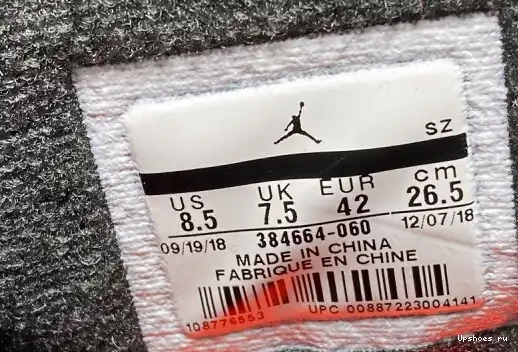 SZ
US UK EUR cm
8.5 7.5 42 26.5
09/19/18 384664-060 12/07/18
MADE IN CHINA
FABRIQUE EN CHINE
108776553 UPC 00887223004141
Upshoes.ru